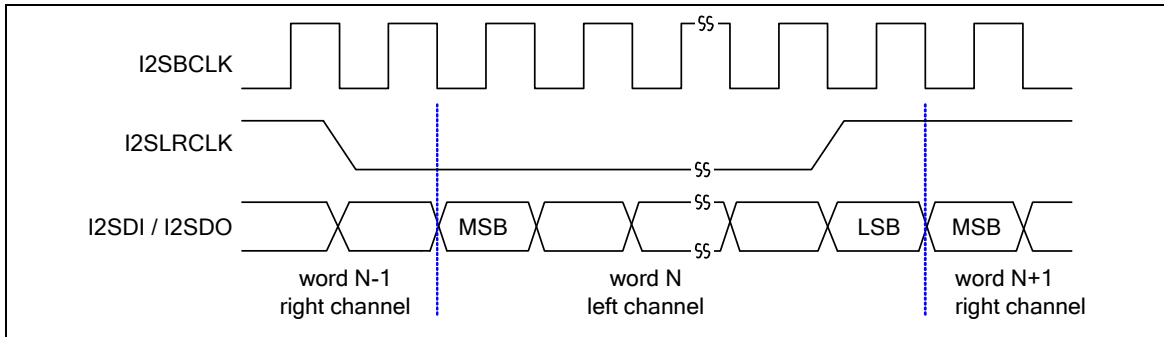 I2SBCLK
I2SLRCLK
I2SDI / I2SDO
MSB
LSB
MSB
word N-1
right channel
word N
left channel
word N+1
right channel